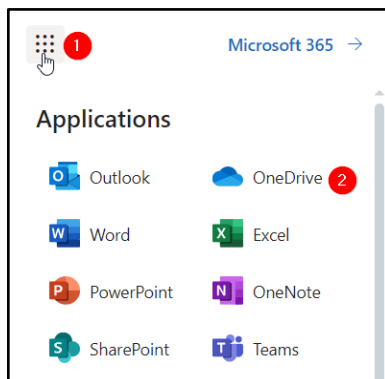 1 Microsoft 365 →
Applications
Outlook OneDrive 2
Word Excel
PowerPoint OneNote
SharePoint Teams